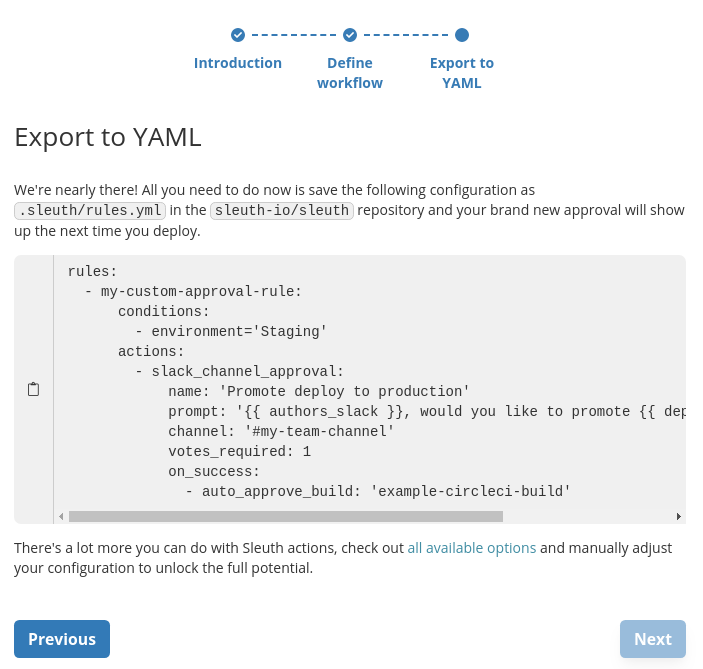 Introduction
Define
workflow
Export to
YAML
Export to YAML
We're nearly there! All you need to do now is save the following configuration as
.sleuth/rules.yml in the sleuth-io/sleuth repository and your brand new approval will show
up the next time you deploy.
rules:
  - my-custom-approval-rule:
      conditions:
        - environment='Staging'
      actions:
        - slack_channel_approval:
            name: 'Promote deploy to production'
            prompt: '{{ authors_slack }}, would you like to promote {{ dep
            channel: '#my-team-channel'
            votes_required: 1
            on_success:
              - auto_approve_build: 'example-circleci-build'
There's a lot more you can do with Sleuth actions, check out all available options and manually adjust
your configuration to unlock the full potential.
Previous
Next